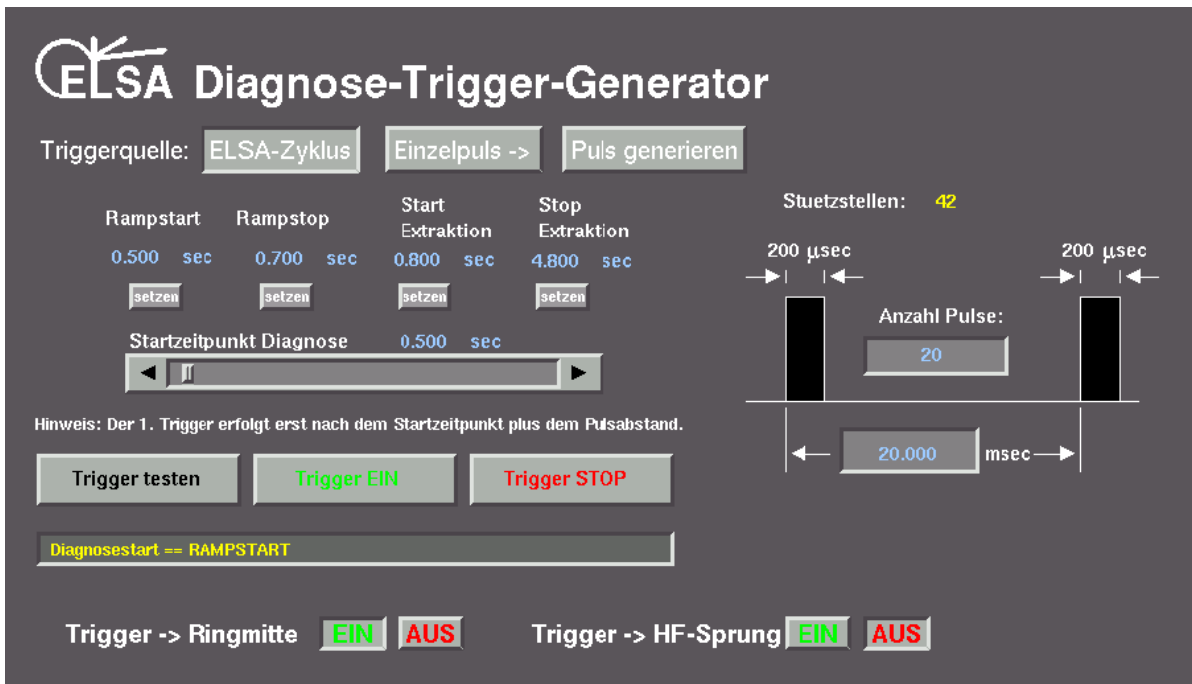 ELSA Diagnose-Trigger-Generator
Triggerquelle: ELSA-Zyklus Einzelpuls -> Puls generieren
Rampstart Rampstop Start Extraktion Stop Extraktion
0.500 sec 0.700 sec 0.800 sec 4.800 sec
setzen setzen setzen setzen
Startzeitpunkt Diagnose 0.500 sec
Hinweis: Der 1. Trigger erfolgt erst nach dem Startzeitpunkt plus dem Pulsabstand.
Trigger testen Trigger EIN Trigger STOP
Diagnosestart == RAMPSTART
Stuetzstellen: 42
200 µsec 200 µsec
Anzahl Pulse:
20
20.000 msec
Trigger -> Ringmitte EIN AUS Trigger -> HF-Sprung EIN AUS